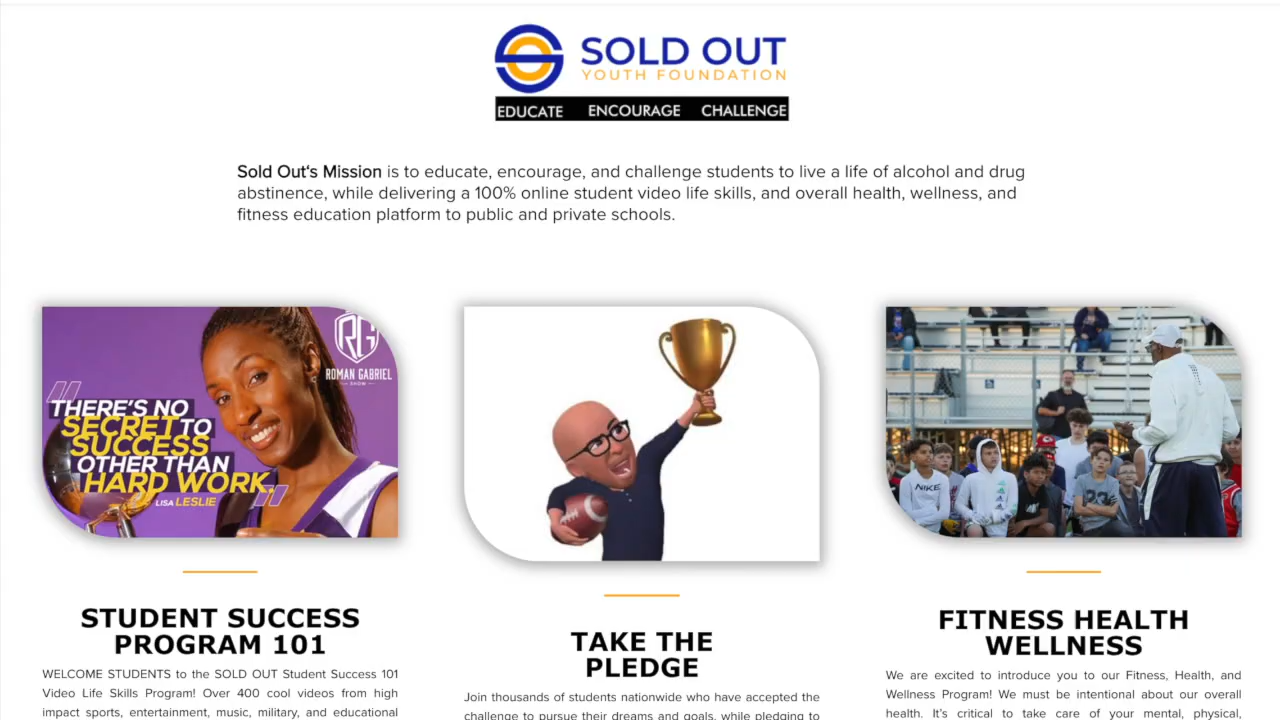 SOLD OUT
YOUTH FOUNDATION
EDUCATE ENCOURAGE CHALLENGE
Sold Out's Mission is to educate, encourage, and challenge students to live a life of alcohol and drug
abstinence, while delivering a 100% online student video life skills, and overall health, wellness, and
fitness education platform to public and private schools.
RG
ROMAN GABRIEL
SHOW
"THERE'S NO
SECRET TO
SUCCESS
OTHER THAN
HARD WORK."
LISA LESLIE
NIKE
23
STUDENT SUCCESS
PROGRAM 101
WELCOME STUDENTS to the SOLD OUT Student Success 101
Video Life Skills Program! Over 400 cool videos from high
impact sports, entertainment, music, military, and educational
TAKE THE
PLEDGE
Join thousands of students nationwide who have accepted the
challenge to pursue their dreams and goals, while pledging to
FITNESS HEALTH
WELLNESS
We are excited to introduce you to our Fitness, Health, and
Wellness Program! We must be intentional about our overall
health. It's critical to take care of your mental, physical,